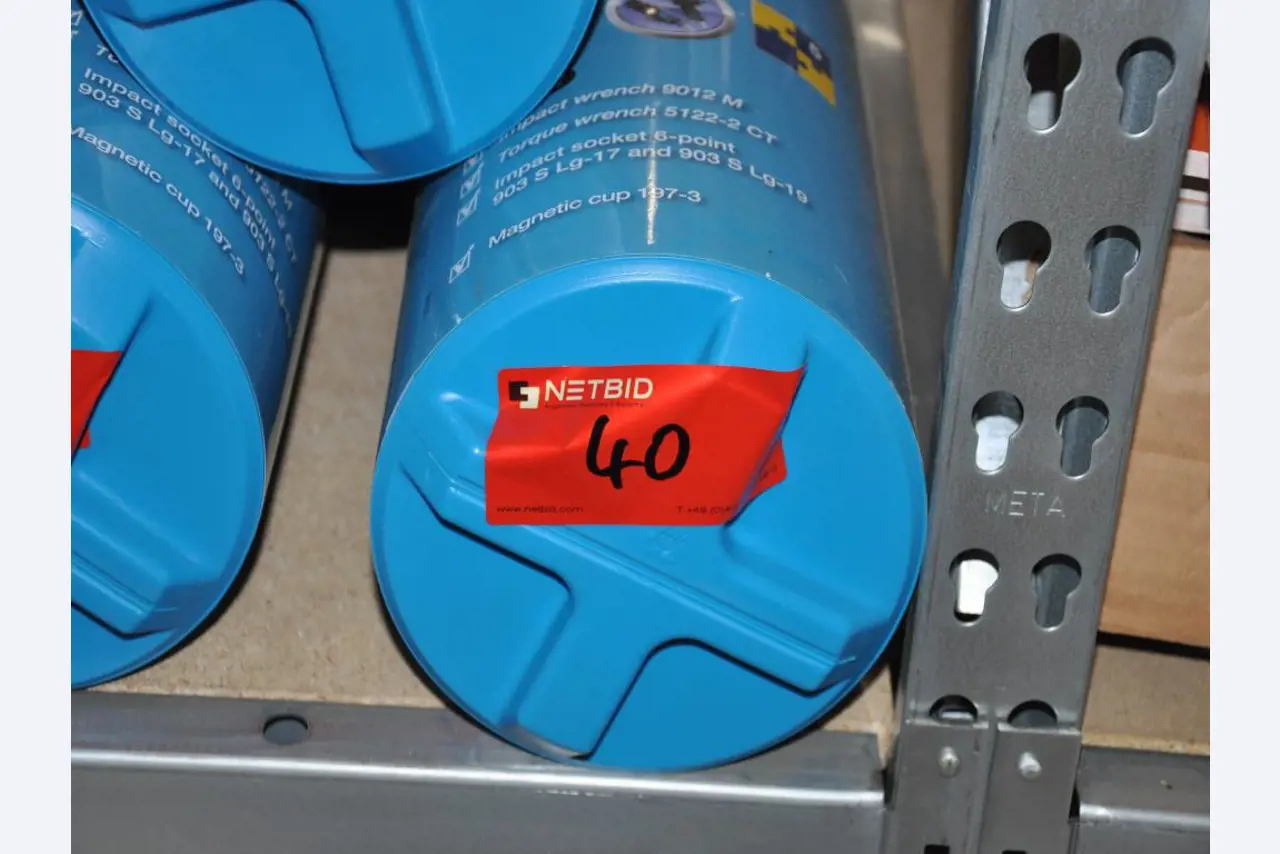 Impact wrench 9012 M
Torque wrench 5122-2 CT
Impact socket 6-point
903 S Lg-17 and 903 S Lg-19
Magnetic cup 197-3
Impact socket 6-point
903 S Lg-17 and 903 S
Magnetic cup 197-3
NETBID
40
www.netbid.com
T +49 (0)
META